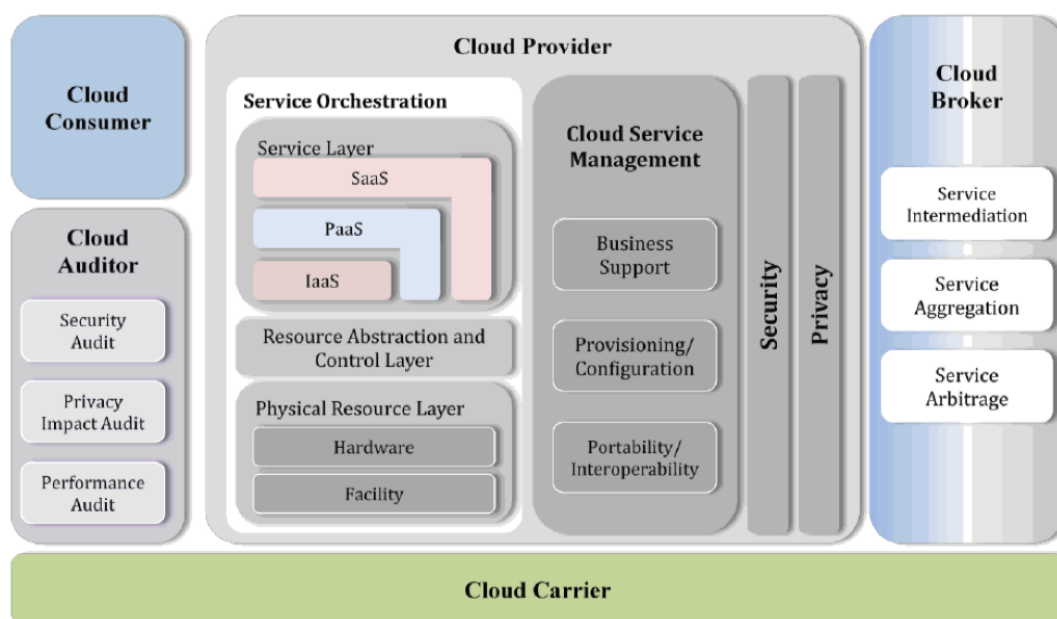 Cloud
Consumer
Cloud
Auditor
Security
Audit
Privacy
Impact Audit
Performance
Audit
Cloud Provider
Service Orchestration
Service Layer
SaaS
PaaS
IaaS
Resource Abstraction and
Control Layer
Physical Resource Layer
Hardware
Facility
Cloud Service
Management
Business
Support
Provisioning/
Configuration
Portability/
Interoperability
Security
Privacy
Cloud
Broker
Service
Intermediation
Service
Aggregation
Service
Arbitrage
Cloud Carrier